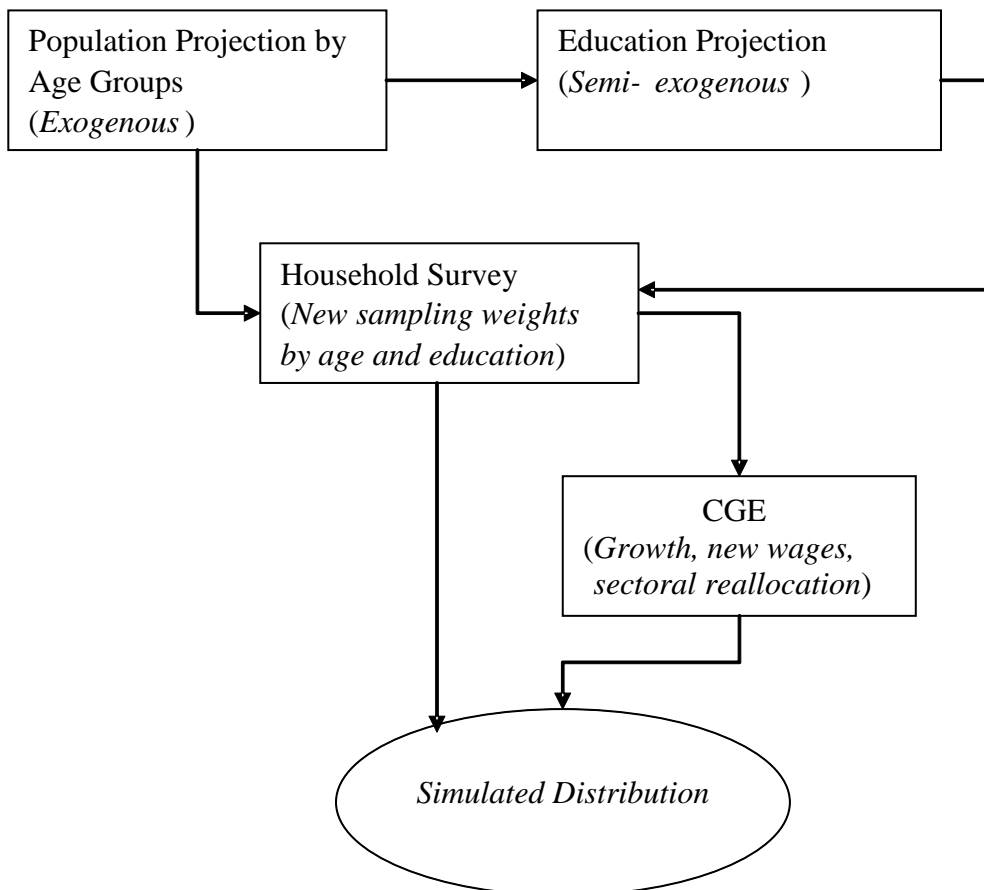 Population Projection by
Age Groups
(Exogenous)
Education Projection
(Semi- exogenous )
Household Survey
(New sampling weights
by age and education)
CGE
(Growth, new wages,
sectoral reallocation)
Simulated Distribution